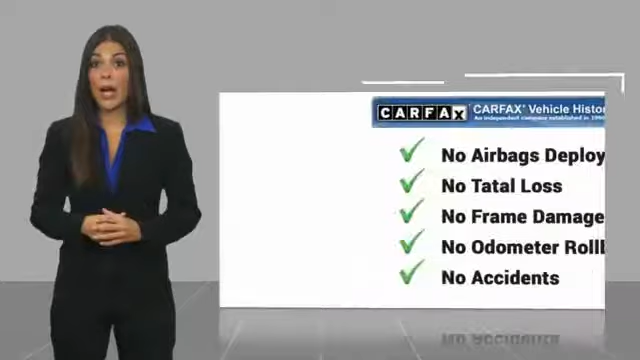 CARFAX CARFAX Vehicle Histor
An independent company established in 1986
No Airbags Deploy
No Tatal Loss
No Frame Damage
No Odometer Rolll
No Accidents